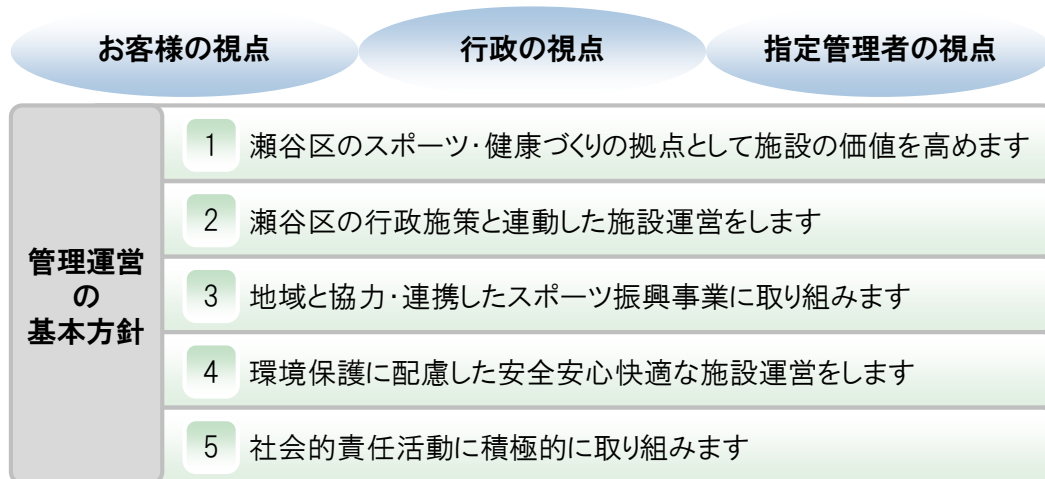 お客様の視点
行政の視点
指定管理者の視点
管理運営
の
基本方針
1 瀬谷区のスポーツ・健康づくりの拠点として施設の価値を高めます
2 瀬谷区の行政施策と連動した施設運営をします
3 地域と協力・連携したスポーツ振興事業に取り組みます
4 環境保護に配慮した安全安心快適な施設運営をします
5 社会的責任活動に積極的に取り組みます